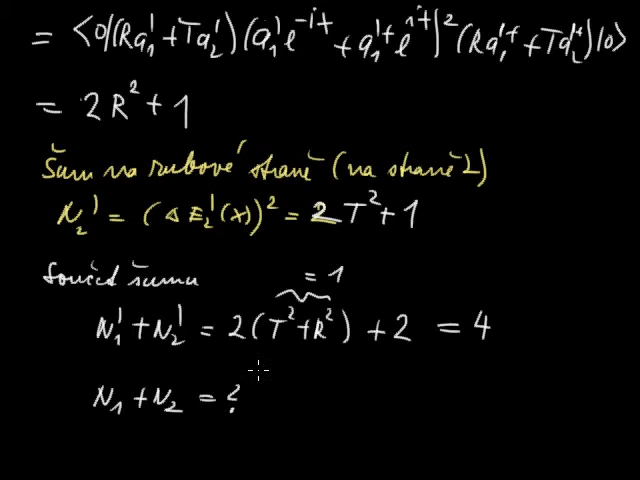 = <0|(Ra₁' + Ta₂')(a₁'e^{-it} + a₁'⁺e^{it})²(Ra₁'⁺ + Ta₂'⁺)|0>
= 2R² + 1
Šum na rubové straně (na straně 2)
N₂' = (ΔE₂'(x))² = 2T² + 1
Součet šumu = 1
N₁' + N₂' = 2(T² + R²) + 2 = 4
N₁ + N₂ = ?